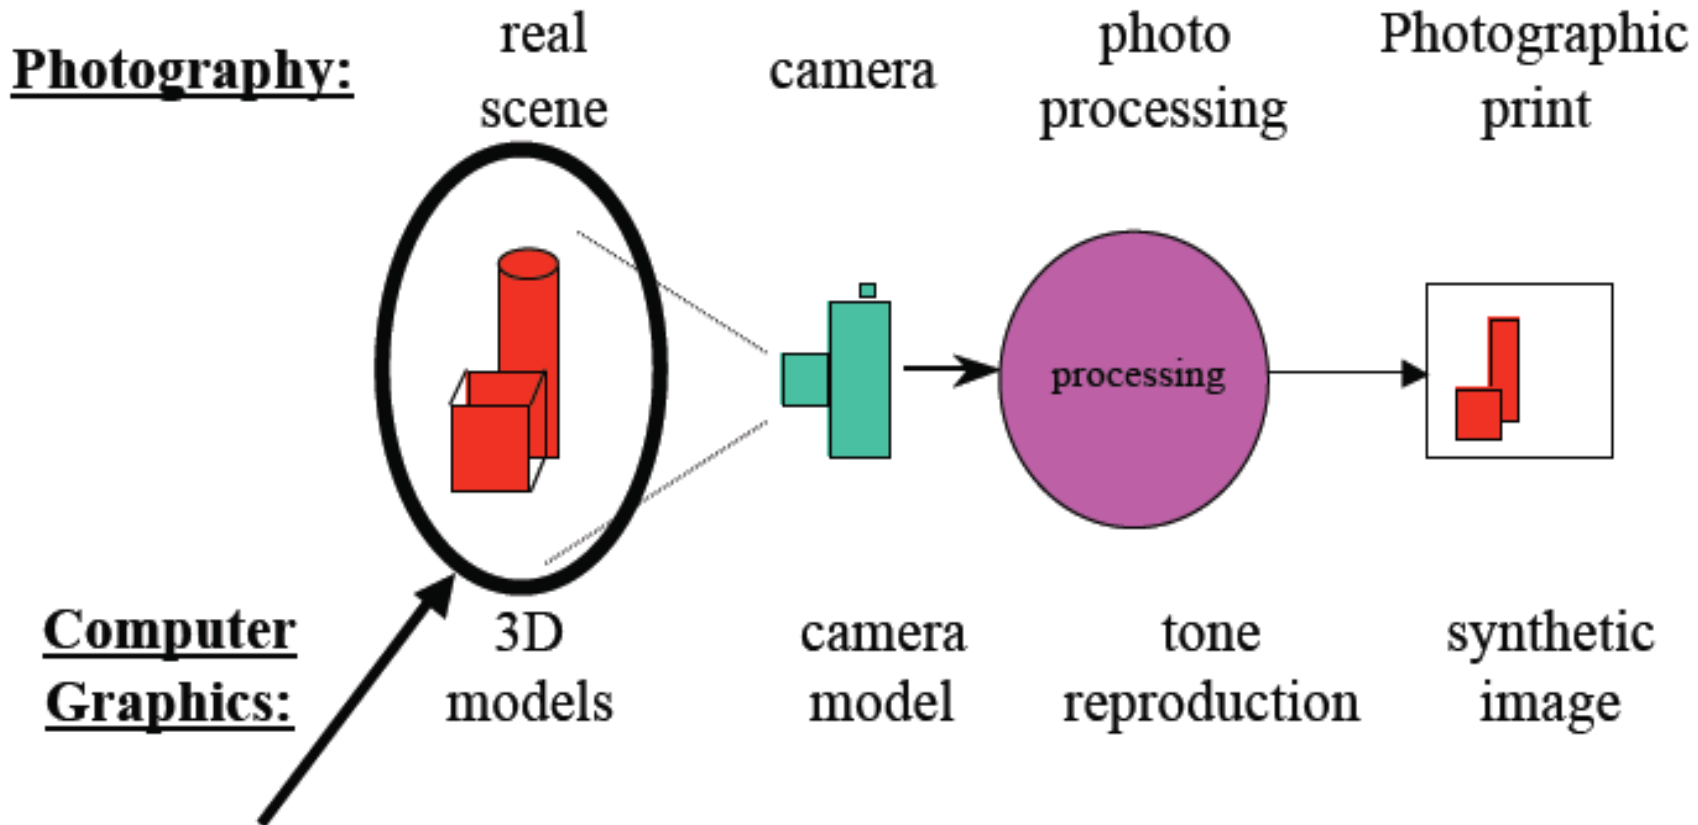 Photography:
real
scene
camera
photo
processing
Photographic
print
processing
Computer
Graphics:
3D
models
camera
model
tone
reproduction
synthetic
image